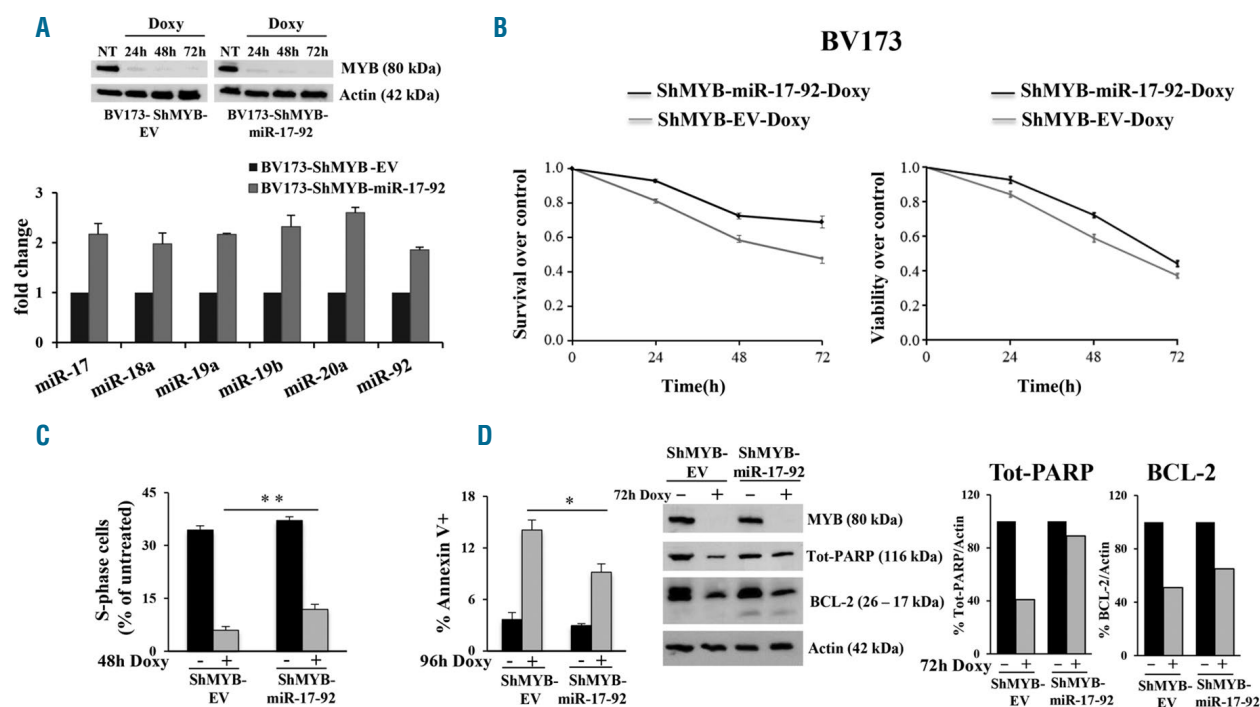 A
Doxy
Doxy
NT 24h 48h 72h
NT 24h 48h 72h
MYB (80 kDa)
Actin (42 kDa)
BV173- ShMYB-
EV
BV173-ShMYB-
miR-17-92
BV173-ShMYB -EV
BV173-ShMYB-miR-17-92
fold change
3
2
1
0
miR-17
miR-18a
miR-19a
miR-19b
miR-20a
miR-92
B
BV173
ShMYB-miR-17-92-Doxy
ShMYB-EV-Doxy
Survival over control
1.0
0.8
0.6
0.4
0.2
0.0
0 24 48 72
Time(h)
ShMYB-miR-17-92-Doxy
ShMYB-EV-Doxy
Viability over control
1.0
0.8
0.6
0.4
0.2
0.0
0 24 48 72
Time(h)
C
S-phase cells
(% of untreated)
45
30
15
0
**
48h Doxy - + - +
ShMYB-
EV
ShMYB-
miR-17-92
D
% Annexin V+
18
12
6
0
*
96h Doxy - + - +
ShMYB-
EV
ShMYB-
miR-17-92
ShMYB-
EV
ShMYB-
miR-17-92
72h Doxy − + − +
MYB (80 kDa)
Tot-PARP (116 kDa)
BCL-2 (26 – 17 kDa)
Actin (42 kDa)
Tot-PARP
% Tot-PARP/Actin
120
80
40
0
72h Doxy − + − +
ShMYB-
EV
ShMYB-
miR-17-92
BCL-2
% BCL-2/Actin
120
80
40
0
− + − +
ShMYB-
EV
ShMYB-
miR-17-92